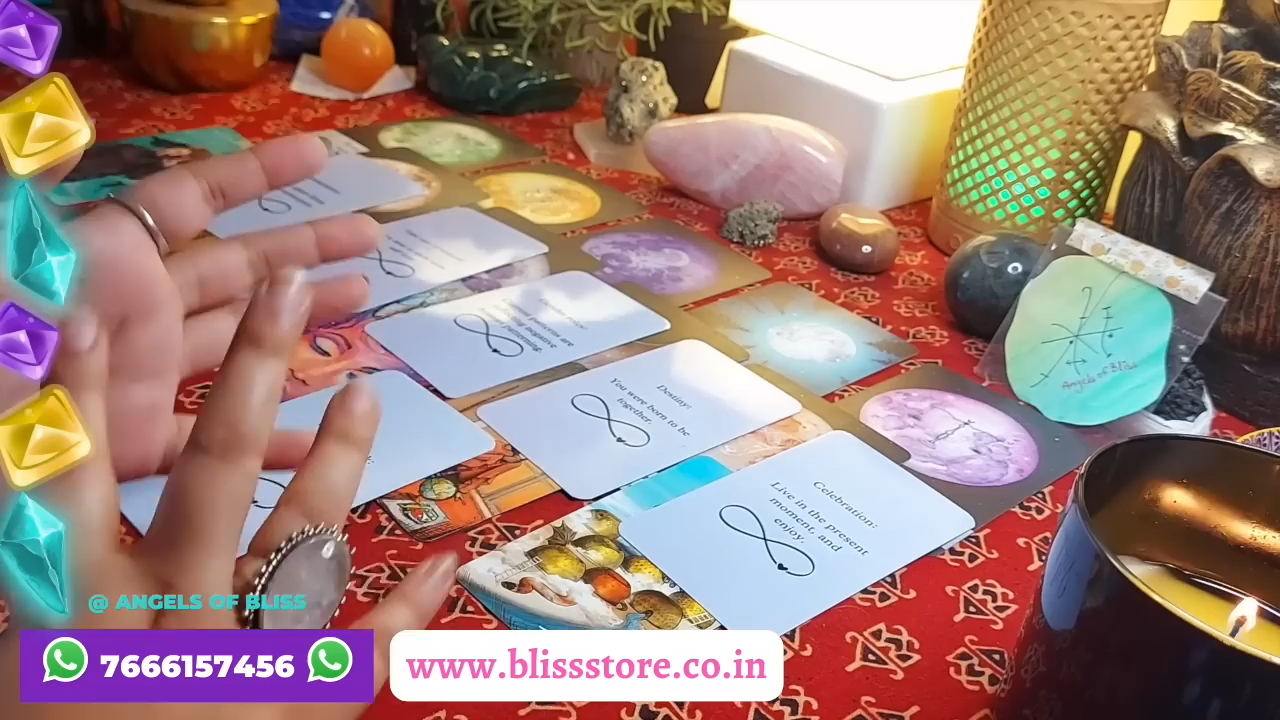 Destiny:
You were born to be
together.
Celebration:
Live in the present
moment, and
enjoy.
Angels of Bliss
@ ANGELS OF BLISS
7666157456
www.blissstore.co.in